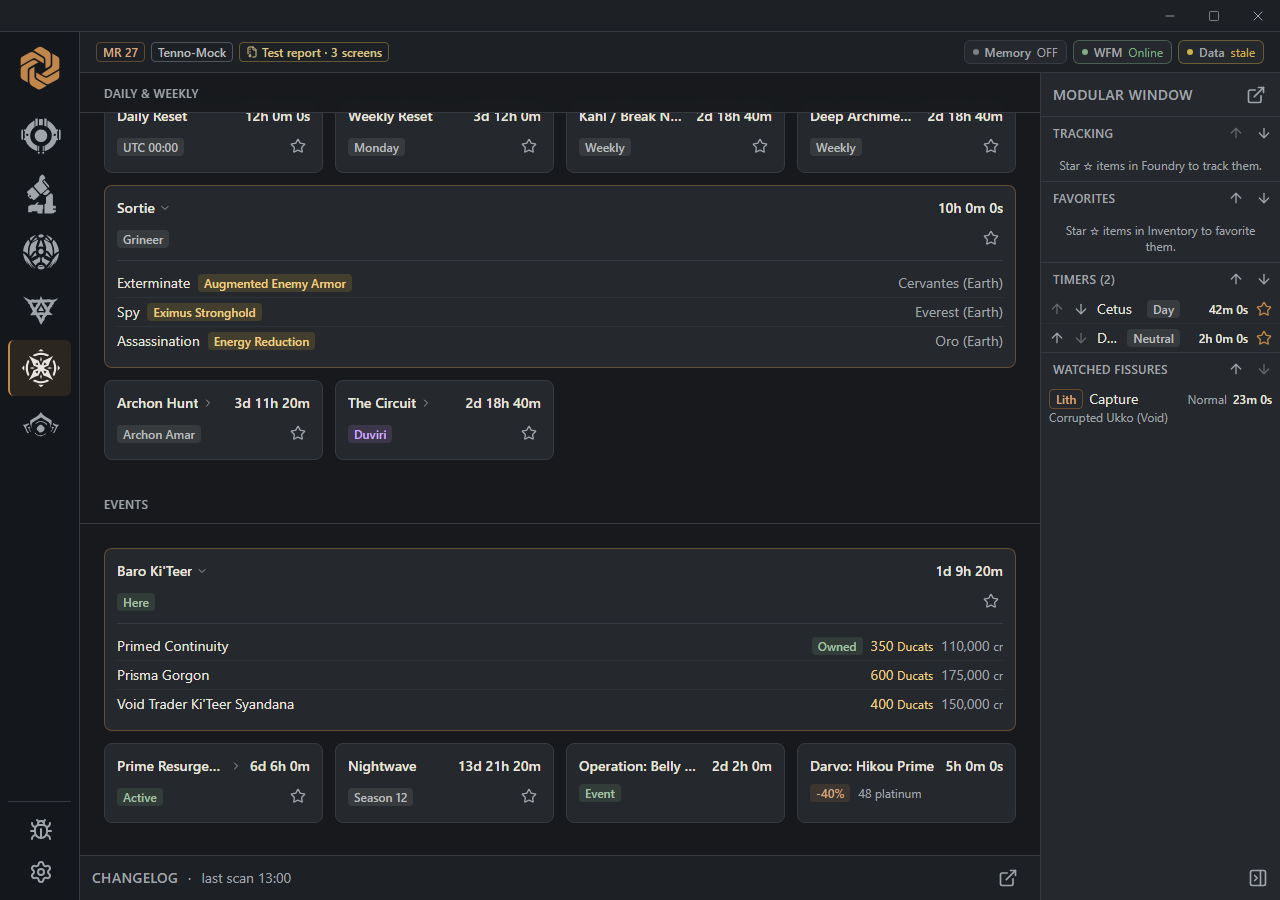 MR 27 Tenno-Mock Test report · 3 screens Memory OFF WFM Online Data stale
DAILY & WEEKLY
Daily Reset 12h 0m 0s
UTC 00:00
Weekly Reset 3d 12h 0m
Monday
Kahl / Break N... 2d 18h 40m
Weekly
Deep Archime... 2d 18h 40m
Weekly
Sortie 10h 0m 0s
Grineer
Exterminate Augmented Enemy Armor Cervantes (Earth)
Spy Eximus Stronghold Everest (Earth)
Assassination Energy Reduction Oro (Earth)
Archon Hunt 3d 11h 20m
Archon Amar
The Circuit 2d 18h 40m
Duviri
EVENTS
Baro Ki'Teer 1d 9h 20m
Here
Primed Continuity Owned 350 Ducats 110,000 cr
Prisma Gorgon 600 Ducats 175,000 cr
Void Trader Ki'Teer Syandana 400 Ducats 150,000 cr
Prime Resurge... 6d 6h 0m
Active
Nightwave 13d 21h 20m
Season 12
Operation: Belly ... 2d 2h 0m
Event
Darvo: Hikou Prime 5h 0m 0s
-40% 48 platinum
CHANGELOG · last scan 13:00
MODULAR WINDOW
TRACKING
Star ☆ items in Foundry to track them.
FAVORITES
Star ☆ items in Inventory to favorite
them.
TIMERS (2)
Cetus Day 42m 0s
D... Neutral 2h 0m 0s
WATCHED FISSURES
Lith Capture Normal 23m 0s
Corrupted Ukko (Void)